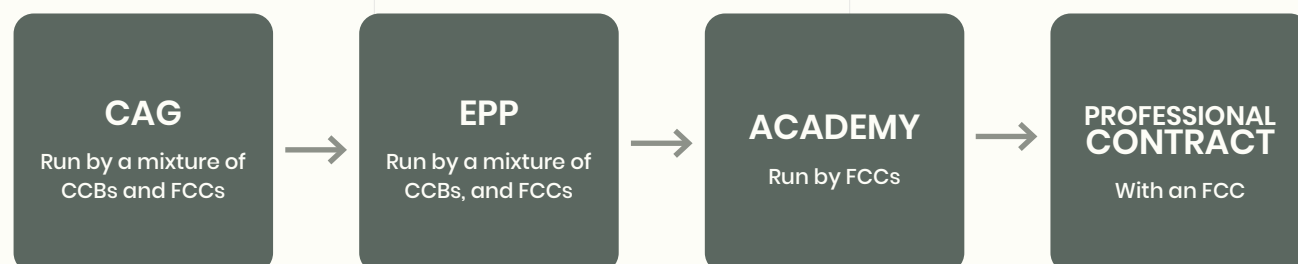 CAG
Run by a mixture of
CCBs and FCCs
EPP
Run by a mixture of
CCBs, and FCCs
ACADEMY
Run by FCCs
PROFESSIONAL
CONTRACT
With an FCC